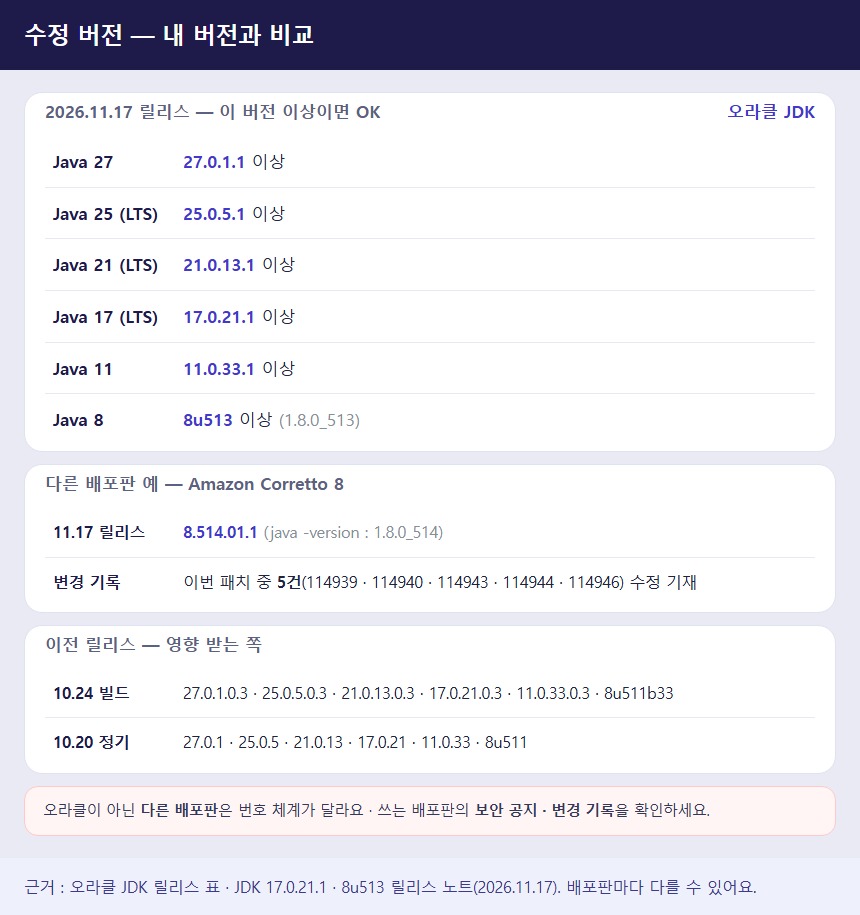 수정 버전 — 내 버전과 비교
2026.11.17 릴리스 — 이 버전 이상이면 OK 오라클 JDK
Java 27 27.0.1.1 이상
Java 25 (LTS) 25.0.5.1 이상
Java 21 (LTS) 21.0.13.1 이상
Java 17 (LTS) 17.0.21.1 이상
Java 11 11.0.33.1 이상
Java 8 8u513 이상 (1.8.0_513)
다른 배포판 예 — Amazon Corretto 8
11.17 릴리스 8.514.01.1 (java -version : 1.8.0_514)
변경 기록 이번 패치 중 5건(114939 · 114940 · 114943 · 114944 · 114946) 수정 기재
이전 릴리스 — 영향 받는 쪽
10.24 빌드 27.0.1.0.3 · 25.0.5.0.3 · 21.0.13.0.3 · 17.0.21.0.3 · 11.0.33.0.3 · 8u511b33
10.20 정기 27.0.1 · 25.0.5 · 21.0.13 · 17.0.21 · 11.0.33 · 8u511
오라클이 아닌 다른 배포판은 번호 체계가 달라요 · 쓰는 배포판의 보안 공지 · 변경 기록을 확인하세요.
근거 : 오라클 JDK 릴리스 표 · JDK 17.0.21.1 · 8u513 릴리스 노트(2026.11.17). 배포판마다 다를 수 있어요.